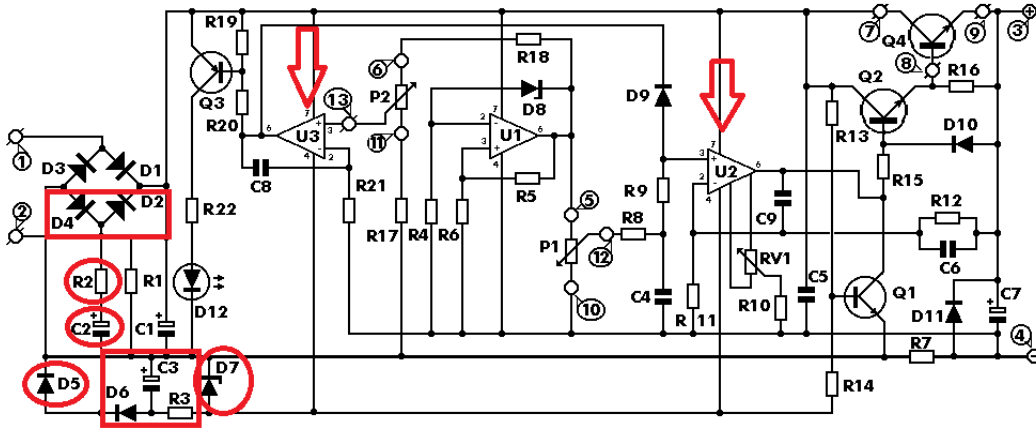 R19 7 9 3
Q4
R18 6 8 R16
Q3 7 13 P2 D8 D9 7 Q2
R20 6 U3 + 3 2 - U1 6 R13 D10
1 D3 D1 - 2 11 3 + 3 + U2 6
4 4 2 - R15
C8 R21 R5 R9 4
2 D4 D2 R22 5 R8 C9 R12
R17 R4 R6 P1 12 RV1 C6
R2 R1 D12 C4 R10 C5 Q1
+ C2 C1 + 10 R 11 D11 + C7
4
R7
D5 D6 + C3 D7
R3 R14